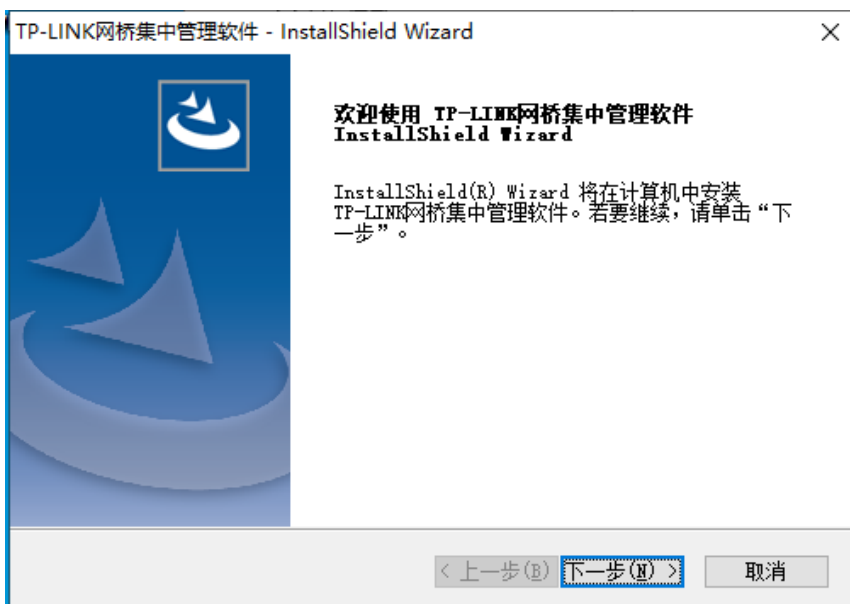 TP-LINK网桥集中管理软件 - InstallShield Wizard
欢迎使用 TP-LINK网桥集中管理软件
InstallShield Wizard
InstallShield(R) Wizard 将在计算机中安装
TP-LINK网桥集中管理软件。若要继续，请单击“下
一步”。
< 上一步(B) 下一步(N) > 取消